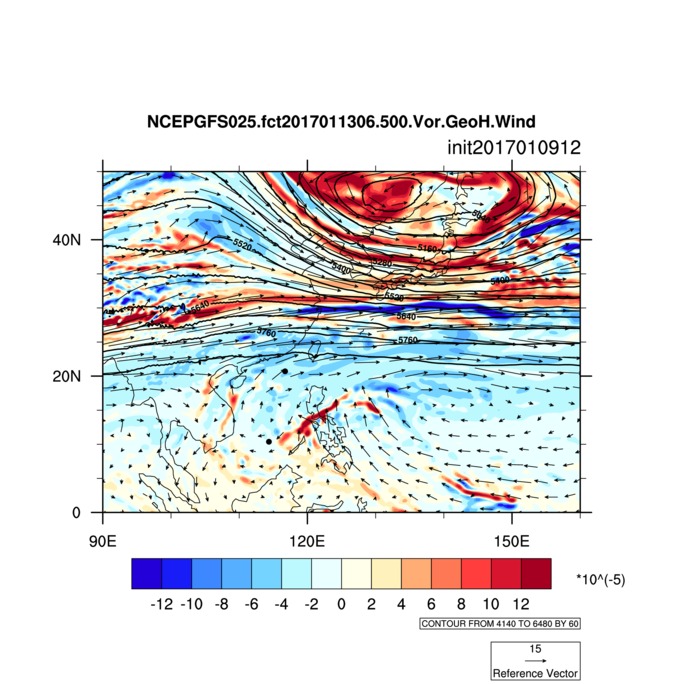 NCEPGFS025.fct2017011306.500.Vor.GeoH.Wind
init2017010912
40N
20N
0
90E 120E 150E
5520
5400
5280
5160
5400
5520
5640
5640
5760
5760
-12 -10 -8 -6 -4 -2 0 2 4 6 8 10 12
*10^(-5)
CONTOUR FROM 4140 TO 6480 BY 60
15
Reference Vector